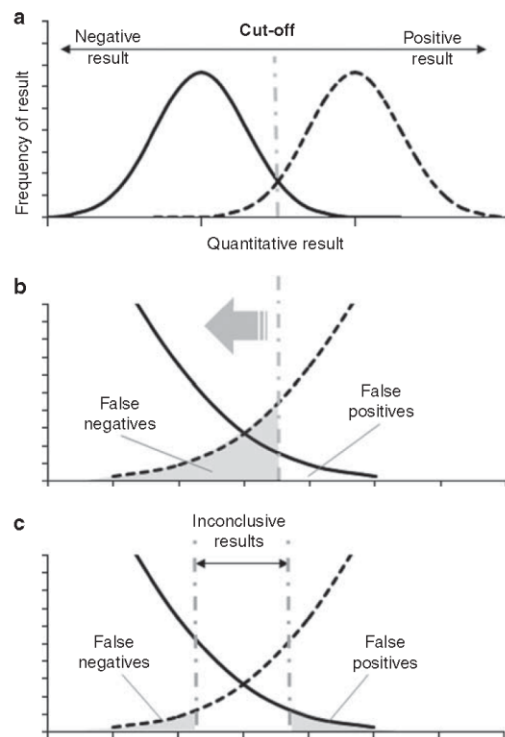 a
Cut-off
Negative
result
Positive
result
Frequency of result
Quantitative result
b
False
negatives
False
positives
c
Inconclusive
results
False
negatives
False
positives